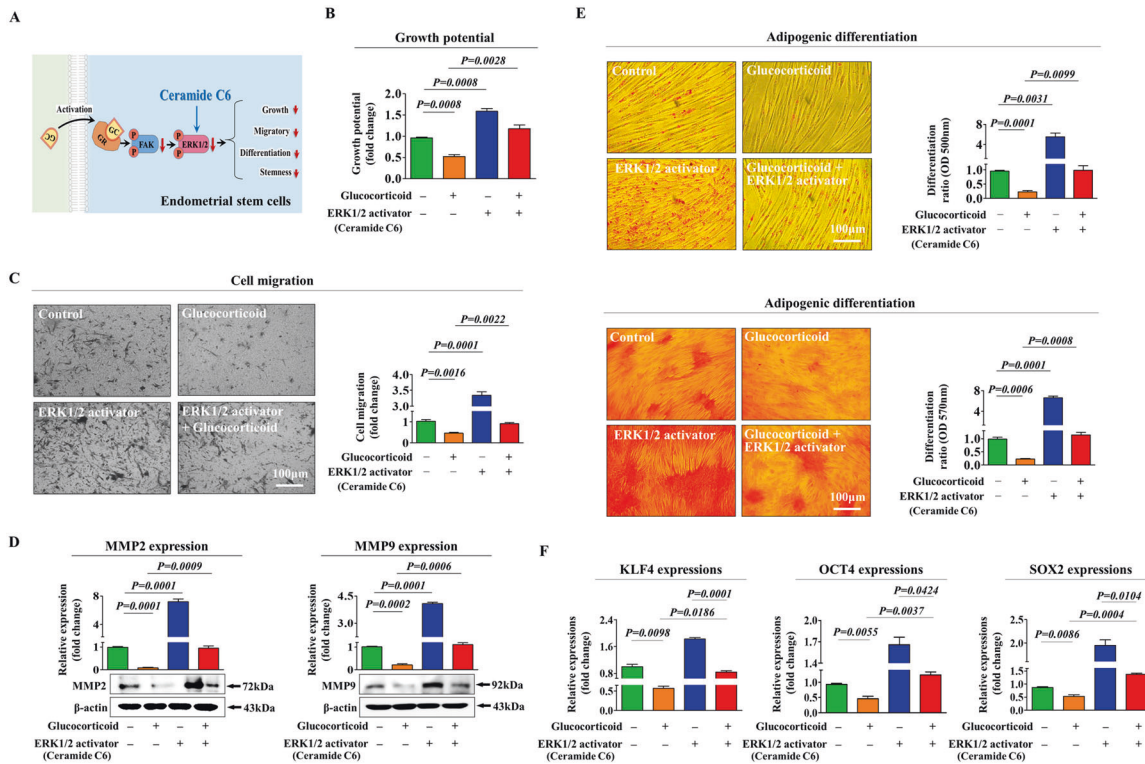 A
Ceramide C6
Activation
GC
GC
GR
P
P
FAK
P
P
ERK1/2
Growth
Migratory
Differentiation
Stemness
Endometrial stem cells
B
Growth potential
P=0.0028
P=0.0008
P=0.0008
Growth potential
(fold change)
2.0
1.5
1.0
0.5
0
Glucocorticoid – + – +
ERK1/2 activator – – + +
(Ceramide C6)
C
Cell migration
Control
Glucocorticoid
ERK1/2 activator
ERK1/2 activator
+ Glucocorticoid
100μm
P=0.0022
P=0.0001
P=0.0016
Cell migration
(fold change)
4.0
3.5
3.0
2
1
0
Glucocorticoid – + – +
ERK1/2 activator – – + +
(Ceramide C6)
D
MMP2 expression
P=0.0009
P=0.0001
P=0.0001
Relative expression
(fold change)
8
4
2
1
0
MMP2
72kDa
β-actin
43kDa
Glucocorticoid – + – +
ERK1/2 activator – – + +
(Ceramide C6)
MMP9 expression
P=0.0006
P=0.0001
P=0.0002
Relative expression
(fold change)
4.5
3.0
2
1
0
MMP9
92kDa
β-actin
43kDa
Glucocorticoid – + – +
ERK1/2 activator – – + +
(Ceramide C6)
E
Adipogenic differentiation
Control
Glucocorticoid
ERK1/2 activator
Glucocorticoid +
ERK1/2 activator
100μm
P=0.0099
P=0.0031
P=0.0001
Differentiation
ratio (OD 500nm)
8
4
1.0
0.5
0.0
Glucocorticoid – + – +
ERK1/2 activator – – + +
(Ceramide C6)
Adipogenic differentiation
Control
Glucocorticoid
ERK1/2 activator
Glucocorticoid +
ERK1/2 activator
100μm
P=0.0008
P=0.0001
P=0.0006
Differentiation
ratio (OD 570nm)
8
4
1.0
0.5
0.0
Glucocorticoid – + – +
ERK1/2 activator – – + +
(Ceramide C6)
F
KLF4 expressions
P=0.0001
P=0.0186
P=0.0098
Relative expressions
(fold change)
2.4
1.6
0.8
0.5
0.0
Glucocorticoid – + – +
ERK1/2 activator – – + +
(Ceramide C6)
OCT4 expressions
P=0.0424
P=0.0037
P=0.0055
Relative expressions
(fold change)
2.0
1.5
1.0
0.5
0.0
Glucocorticoid – + – +
ERK1/2 activator – – + +
(Ceramide C6)
SOX2 expressions
P=0.0104
P=0.0004
P=0.0086
Relative expressions
(fold change)
2.5
2.0
1.5
1.0
0.5
0.0
Glucocorticoid – + – +
ERK1/2 activator – – + +
(Ceramide C6)